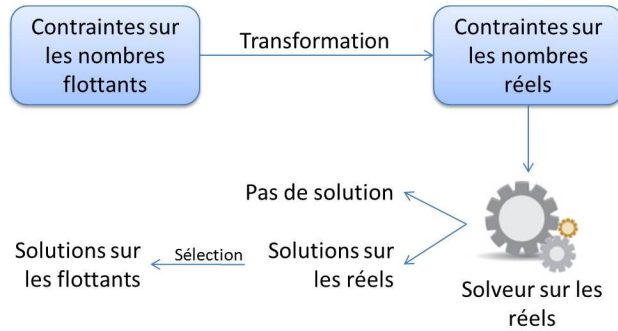 Contraintes sur
les nombres
flottants
Transformation
Contraintes sur
les nombres
réels
Pas de solution
Solutions sur
les flottants
Sélection
Solutions sur
les réels
Solveur sur les
réels